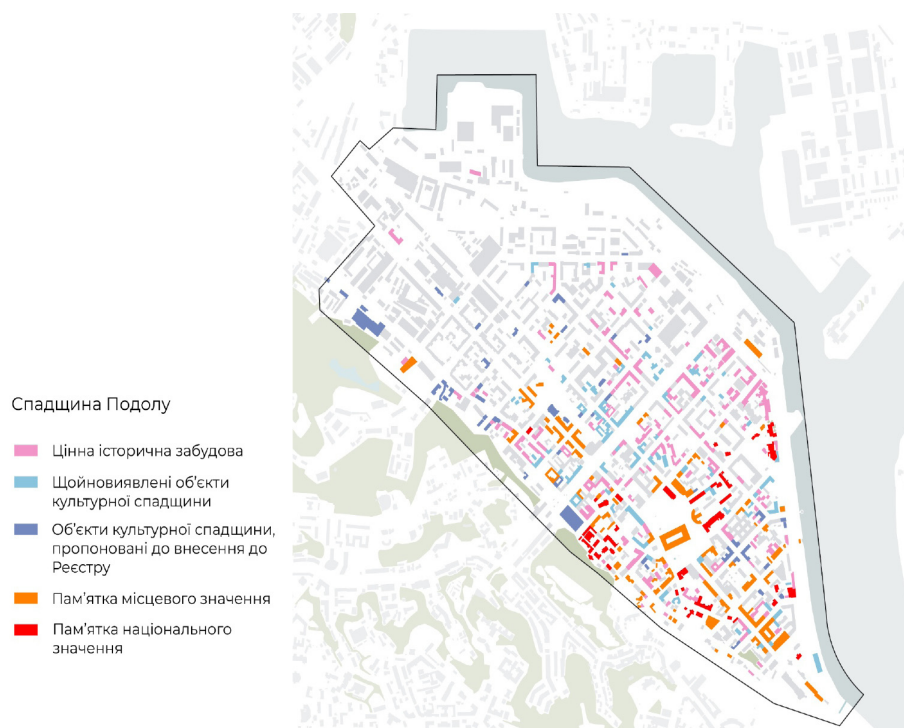 Спадщина Подолу
Цінна історична забудова
Щойновиявлені об'єкти
культурної спадщини
Об'єкти культурної спадщини,
пропоновані до внесення до
Реєстру
Пам'ятка місцевого значення
Пам'ятка національного
значення